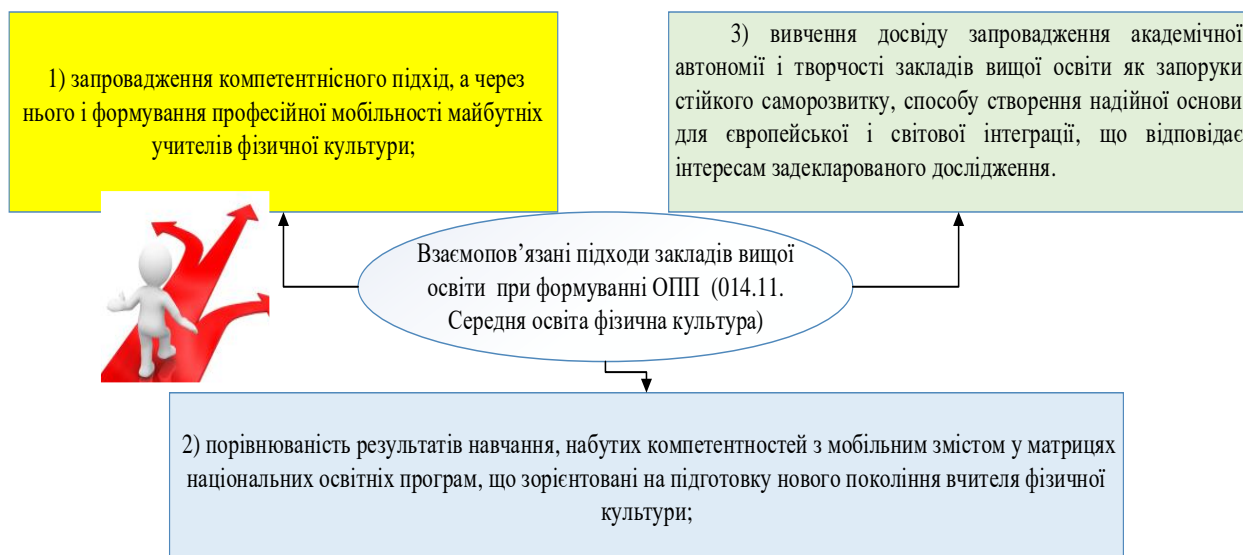 1) запровадження компетентнісного підхід, а через
нього і формування професійної мобільності майбутніх
учителів фізичної культури;
3) вивчення досвіду запровадження академічної
автономії і творчості закладів вищої освіти як запоруки
стійкого саморозвитку, способу створення надійної основи
для європейської і світової інтеграції, що відповідає
інтересам задекларованого дослідження.
Взаємопов’язані підходи закладів вищої
освіти при формуванні ОПП (014.11.
Середня освіта фізична культура)
2) порівнюваність результатів навчання, набутих компетентностей з мобільним змістом у матрицях
національних освітніх програм, що зорієнтовані на підготовку нового покоління вчителя фізичної
культури;